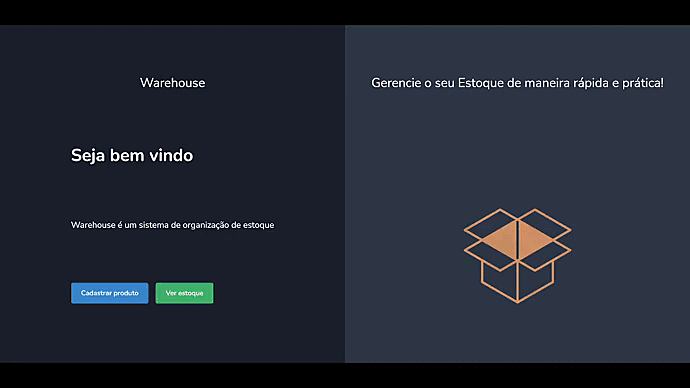 Warehouse
Seja bem vindo
Warehouse é um sistema de organização de estoque
Cadastrar produto
Ver estoque
Gerencie o seu Estoque de maneira rápida e prática!